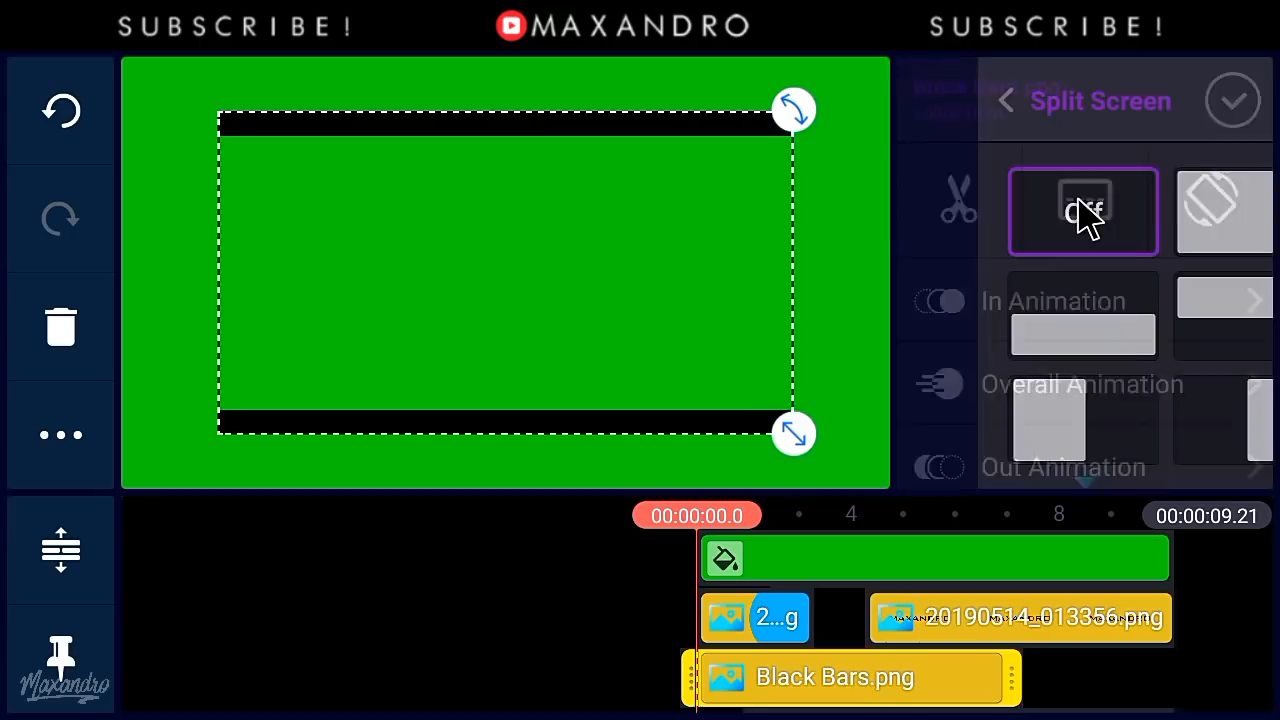 SUBSCRIBE! MAXANDRO SUBSCRIBE!
Split Screen
Off
In Animation
Overall Animation
Out Animation
00:00:00.0 4 8 00:00:09.21
2...g 20190514_013356.png
Black Bars.png
Maxandro